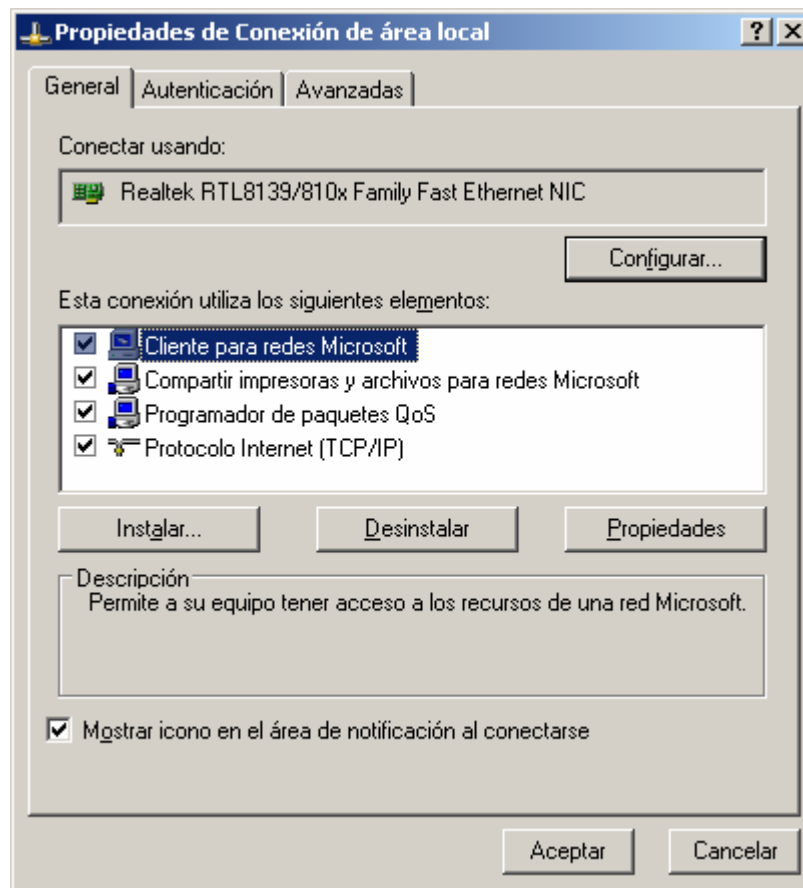 Propiedades de Conexión de área local
General Autenticación Avanzadas
Conectar usando:
Realtek RTL8139/810x Family Fast Ethernet NIC
Configurar...
Esta conexión utiliza los siguientes elementos:
Cliente para redes Microsoft
Compartir impresoras y archivos para redes Microsoft
Programador de paquetes QoS
Protocolo Internet (TCP/IP)
Instalar... Desinstalar Propiedades
Descripción
Permite a su equipo tener acceso a los recursos de una red Microsoft.
Mostrar icono en el área de notificación al conectarse
Aceptar Cancelar